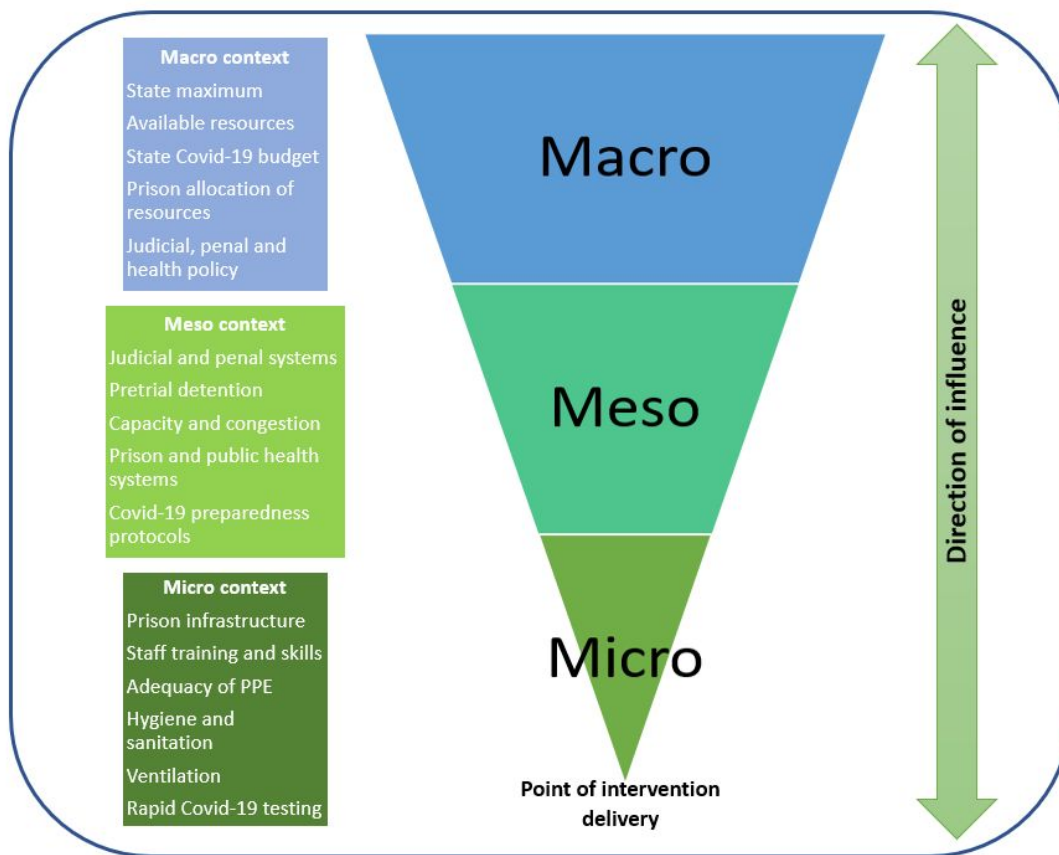 Macro context
State maximum
Available resources
State Covid-19 budget
Prison allocation of
resources
Judicial, penal and
health policy
Meso context
Judicial and penal systems
Pretrial detention
Capacity and congestion
Prison and public health
systems
Covid-19 preparedness
protocols
Micro context
Prison infrastructure
Staff training and skills
Adequacy of PPE
Hygiene and
sanitation
Ventilation
Rapid Covid-19 testing
Macro
Meso
Micro
Point of intervention
delivery
Direction of influence